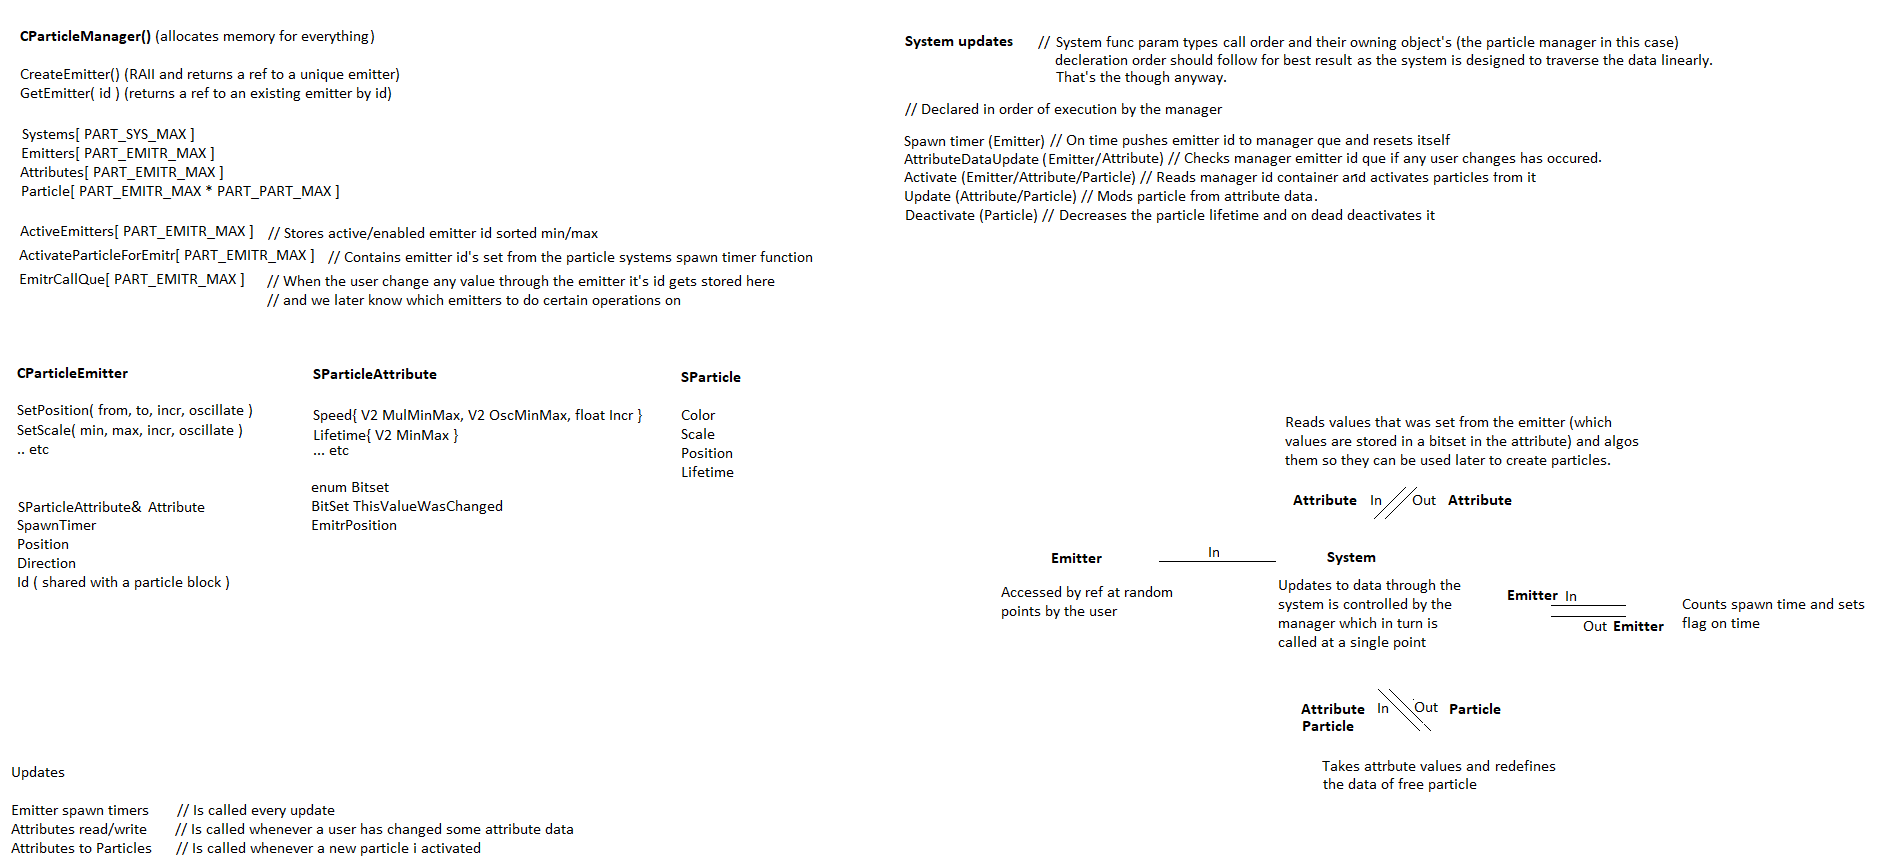 CParticleManager() (allocates memory for everything)
CreateEmitter() (RAII and returns a ref to a unique emitter)
GetEmitter( id ) (returns a ref to an existing emitter by id)
Systems[ PART_SYS_MAX ]
Emitters[ PART_EMITR_MAX ]
Attributes[ PART_EMITR_MAX ]
Particle[ PART_EMITR_MAX * PART_PART_MAX ]
ActiveEmitters[ PART_EMITR_MAX ] // Stores active/enabled emitter id sorted min/max
ActivateParticleForEmitr[ PART_EMITR_MAX ] // Contains emitter id's set from the particle systems spawn timer function
EmitrCallQue[ PART_EMITR_MAX ] // When the user change any value through the emitter it's id gets stored here
// and we later know which emitters to do certain operations on
System updates // System func param types call order and their owning object's (the particle manager in this case)
decleration order should follow for best result as the system is designed to traverse the data linearly.
That's the though anyway.
// Declared in order of execution by the manager
Spawn timer (Emitter) // On time pushes emitter id to manager que and resets itself
AttributeDataUpdate (Emitter/Attribute) // Checks manager emitter id que if any user changes has occured.
Activate (Emitter/Attribute/Particle) // Reads manager id container and activates particles from it
Update (Attribute/Particle) // Mods particle from attribute data.
Deactivate (Particle) // Decreases the particle lifetime and on dead deactivates it
CParticleEmitter
SetPosition( from, to, incr, oscillate )
SetScale( min, max, incr, oscillate )
.. etc
SParticleAttribute& Attribute
SpawnTimer
Position
Direction
Id ( shared with a particle block )
SParticleAttribute
Speed{ V2 MulMinMax, V2 OscMinMax, float Incr }
Lifetime{ V2 MinMax }
... etc
enum Bitset
BitSet ThisValueWasChanged
EmitrPosition
SParticle
Color
Scale
Position
Lifetime
Reads values that was set from the emitter (which
values are stored in a bitset in the attribute) and algos
them so they can be used later to create particles.
Attribute In Out Attribute
Emitter In System
Accessed by ref at random
points by the user
Updates to data through the
system is controlled by the
manager which in turn is
called at a single point
Emitter In
Out Emitter
Counts spawn time and sets
flag on time
Attribute In Out Particle
Particle
Takes attrbute values and redefines
the data of free particle
Updates
Emitter spawn timers // Is called every update
Attributes read/write // Is called whenever a user has changed some attribute data
Attributes to Particles // Is called whenever a new particle i activated